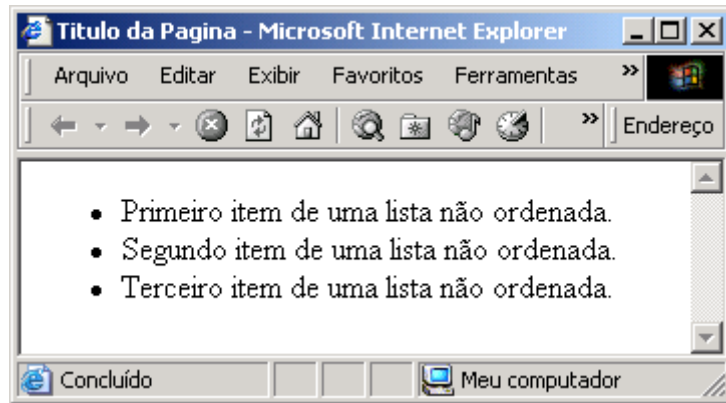 Titulo da Pagina - Microsoft Internet Explorer
Arquivo Editar Exibir Favoritos Ferramentas »
» Endereço
• Primeiro item de uma lista não ordenada.
• Segundo item de uma lista não ordenada.
• Terceiro item de uma lista não ordenada.
Concluído Meu computador